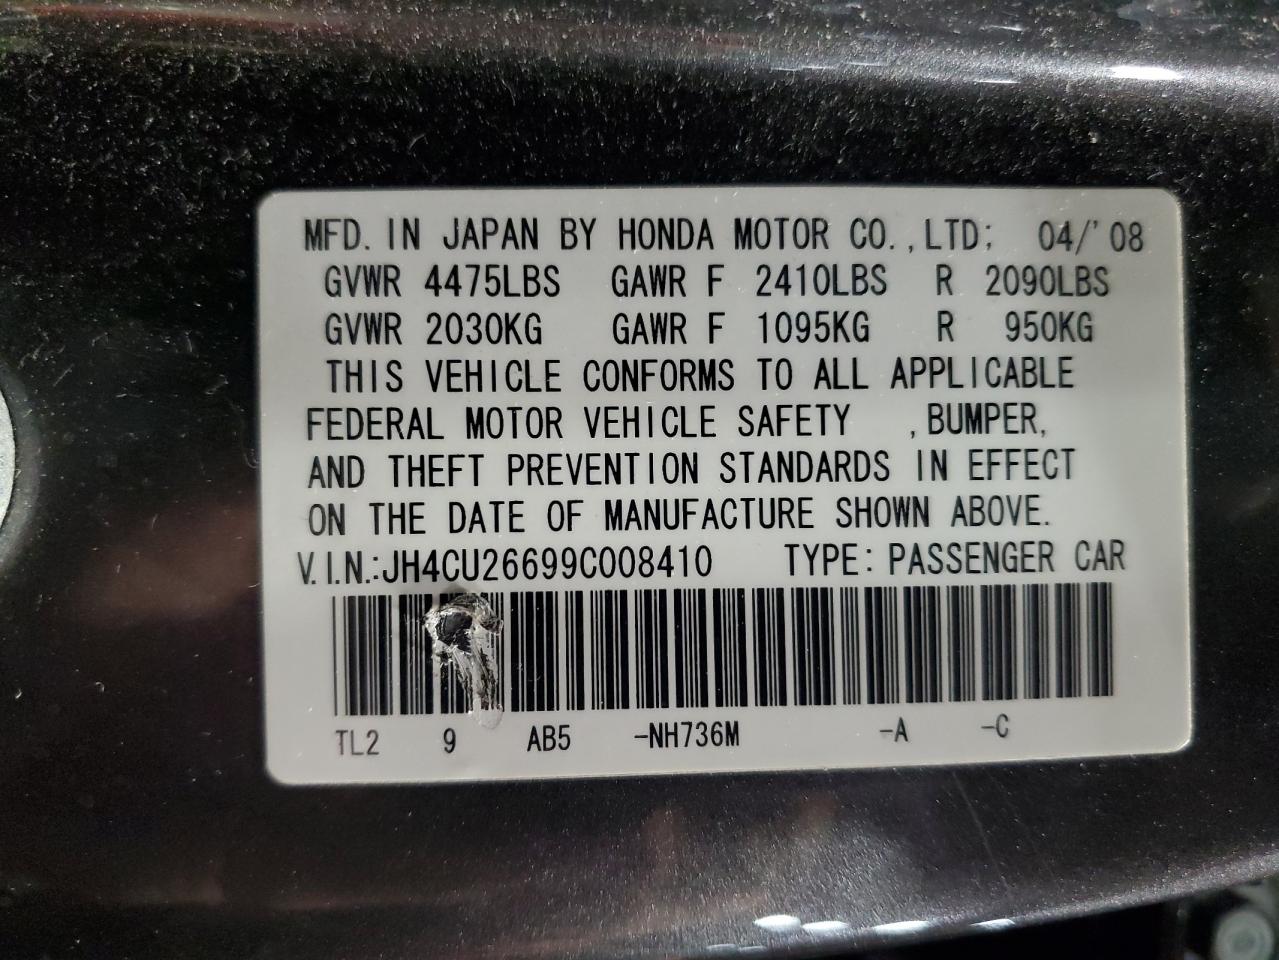 MFD. IN JAPAN BY HONDA MOTOR CO.,LTD; 04/'08
GVWR 4475LBS GAWR F 2410LBS R 2090LBS
GVWR 2030KG GAWR F 1095KG R 950KG
THIS VEHICLE CONFORMS TO ALL APPLICABLE
FEDERAL MOTOR VEHICLE SAFETY ,BUMPER,
AND THEFT PREVENTION STANDARDS IN EFFECT
ON THE DATE OF MANUFACTURE SHOWN ABOVE.
V.I.N.:JH4CU26699C008410 TYPE: PASSENGER CAR
TL2 9 AB5 -NH736M -A -C